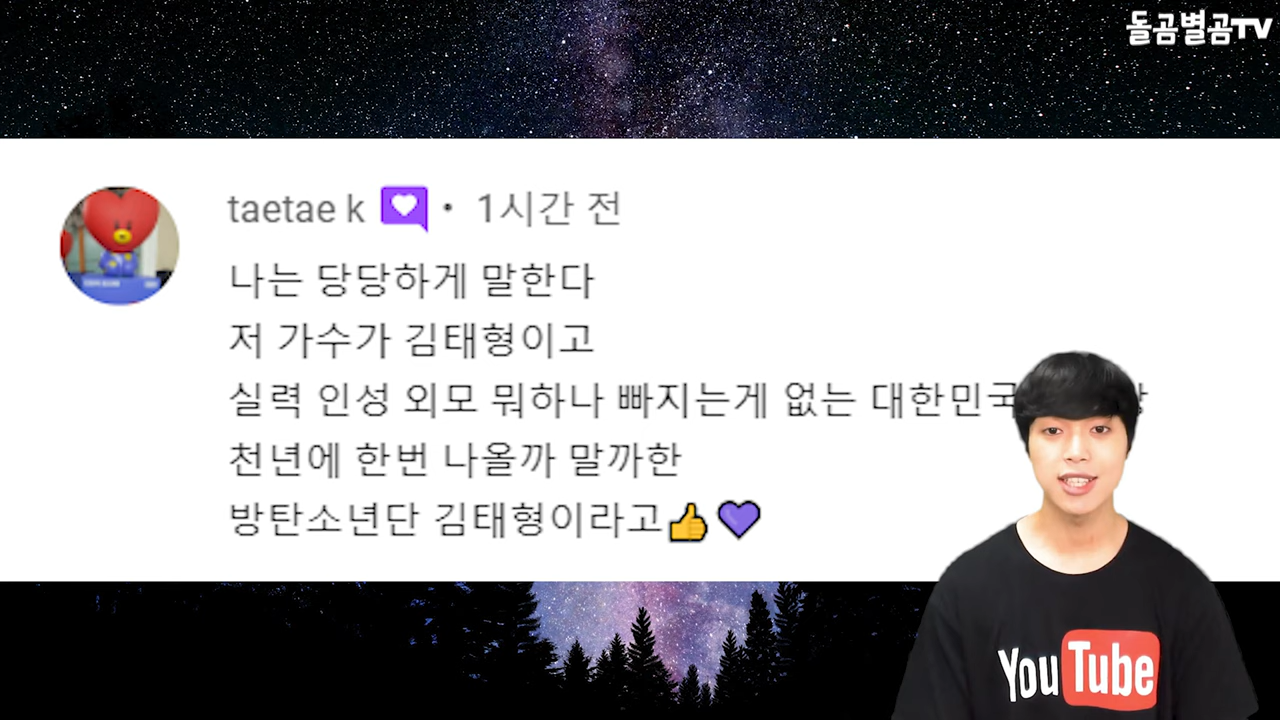 돌곰별곰TV
taetae k • 1시간 전
나는 당당하게 말한다
저 가수가 김태형이고
실력 인성 외모 뭐하나 빠지는게 없는 대한민국
천년에 한번 나올까 말까한
방탄소년단 김태형이라고👍💜
YouTube